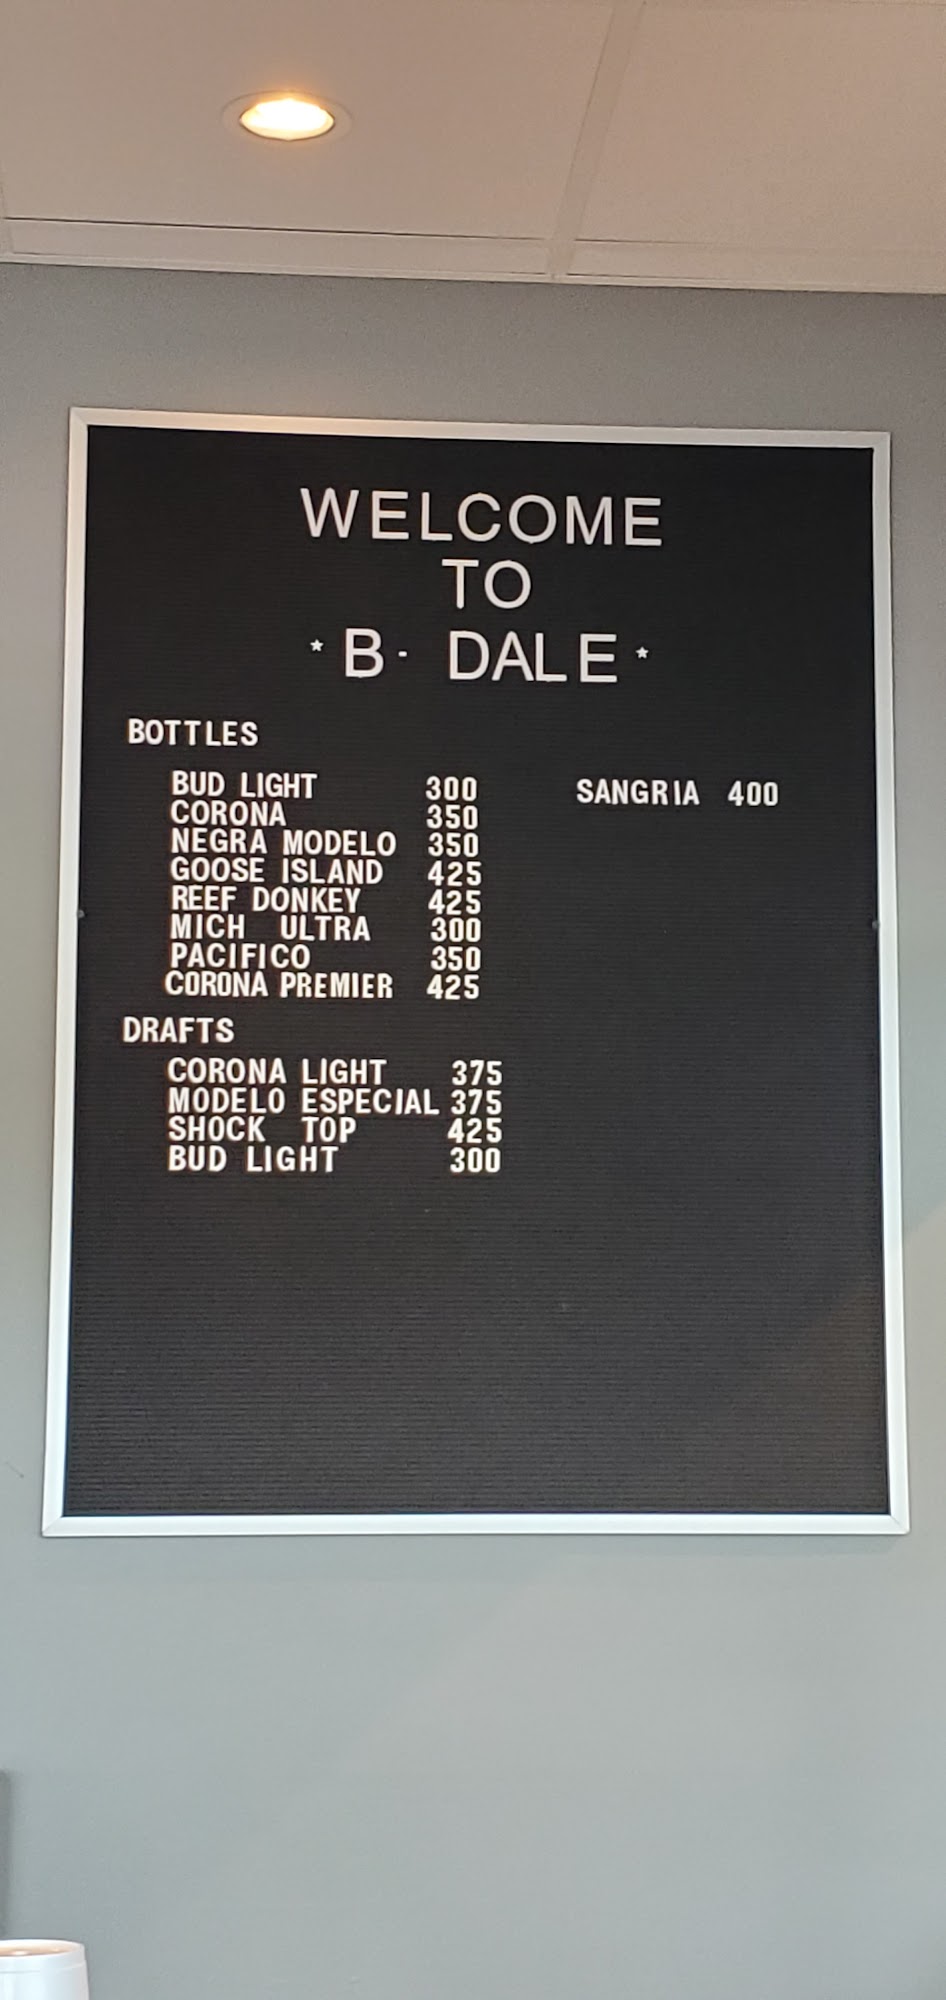 WELCOME
TO
* B - DALE *
BOTTLES
BUD LIGHT 300
CORONA 350
NEGRA MODELO 350
GOOSE ISLAND 425
REEF DONKEY 425
MICH ULTRA 300
PACIFICO 350
CORONA PREMIER 425
SANGRIA 400
DRAFTS
CORONA LIGHT 375
MODELO ESPECIAL 375
SHOCK TOP 425
BUD LIGHT 300